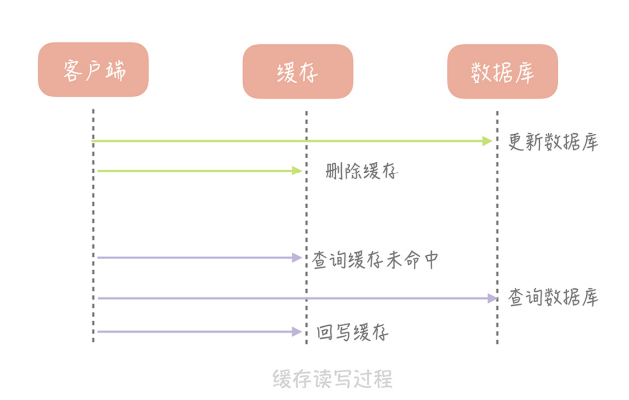 客户端
缓存
数据库
更新数据库
删除缓存
查询缓存未命中
查询数据库
回写缓存
缓存读写过程